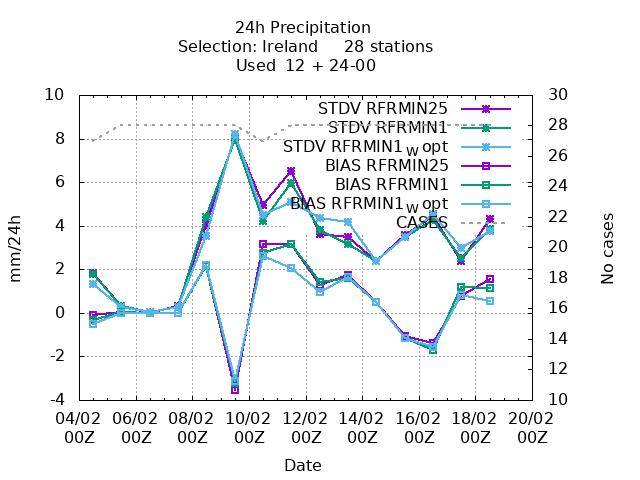 24h Precipitation
Selection: Ireland     28 stations
Used  12 + 24-00
STDV RFRMIN25
STDV RFRMIN1
STDV RFRMIN1_W opt
BIAS RFRMIN25
BIAS RFRMIN1
BIAS RFRMIN1_W opt
CASES
mm/24h
10
8
6
4
2
0
-2
-4
No cases
30
28
26
24
22
20
18
16
14
12
10
04/02 06/02 08/02 10/02 12/02 14/02 16/02 18/02 20/02
00Z 00Z 00Z 00Z 00Z 00Z 00Z 00Z 00Z
Date